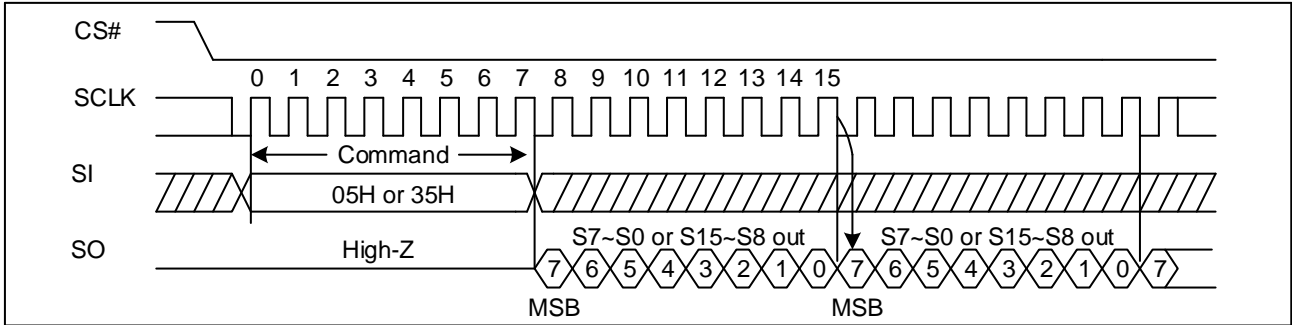 CS#
0 1 2 3 4 5 6 7 8 9 10 11 12 13 14 15
SCLK
Command
SI
05H or 35H
S7~S0 or S15~S8 out S7~S0 or S15~S8 out
SO High-Z
7 6 5 4 3 2 1 0 7 6 5 4 3 2 1 0 7
MSB MSB